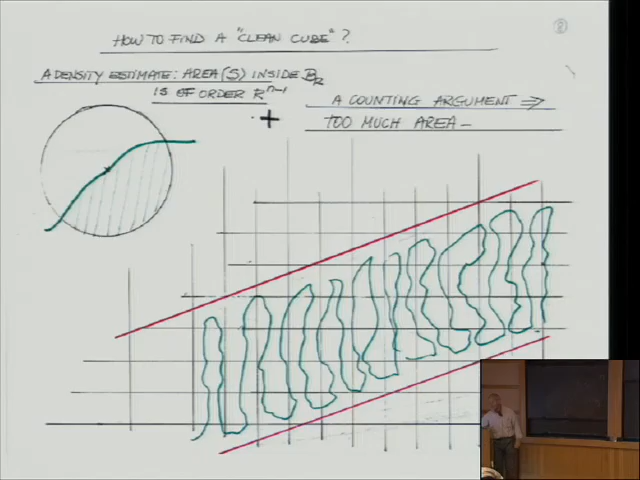 HOW TO FIND A "CLEAN CUBE"?
8
A DENSITY ESTIMATE: AREA(S) INSIDE B_R
IS OF ORDER R^{n-1}
+
A COUNTING ARGUMENT ⇒
TOO MUCH AREA -